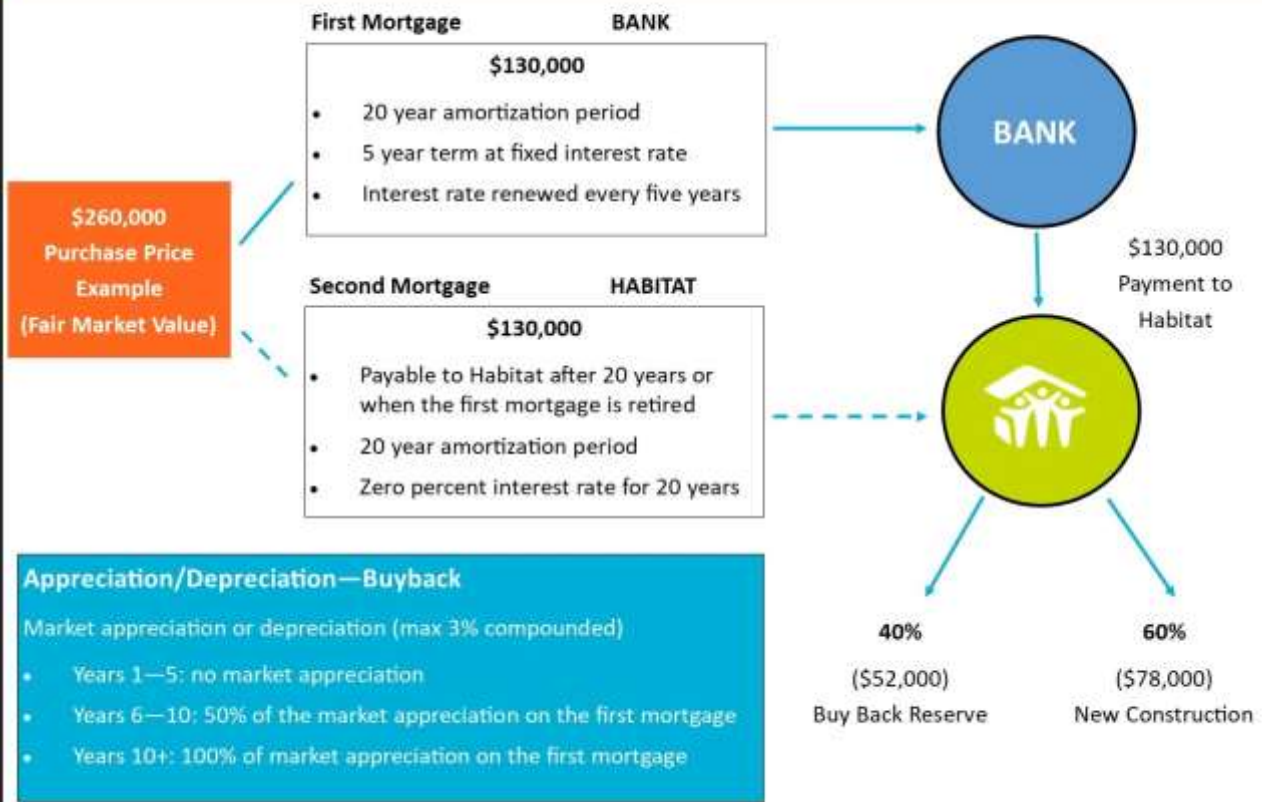 First Mortgage BANK
$130,000
• 20 year amortization period
• 5 year term at fixed interest rate
• Interest rate renewed every five years
BANK
$260,000
Purchase Price
Example
(Fair Market Value)
$130,000
Payment to
Habitat
Second Mortgage HABITAT
$130,000
• Payable to Habitat after 20 years or
when the first mortgage is retired
• 20 year amortization period
• Zero percent interest rate for 20 years
Appreciation/Depreciation—Buyback
Market appreciation or depreciation (max 3% compounded)
• Years 1—5: no market appreciation
• Years 6—10: 50% of the market appreciation on the first mortgage
• Years 10+: 100% of market appreciation on the first mortgage
40%
($52,000)
Buy Back Reserve
60%
($78,000)
New Construction